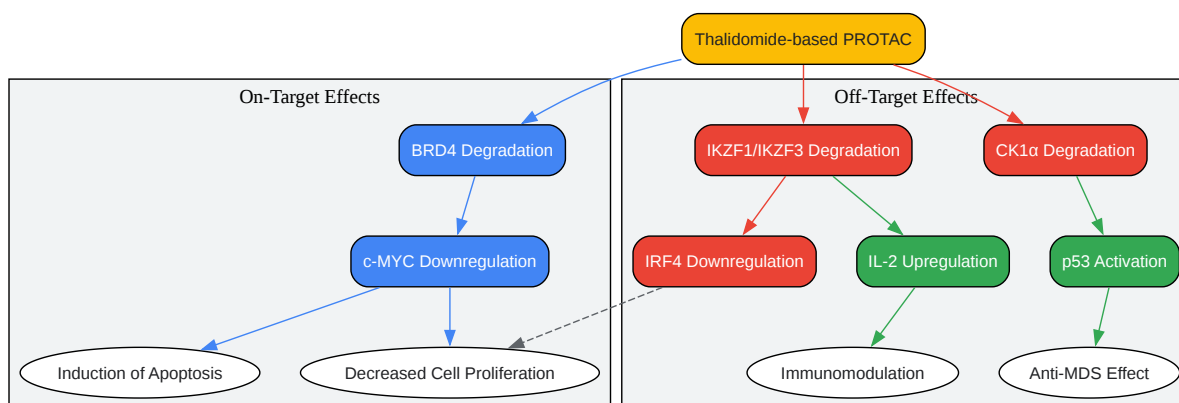 Thalidomide-based PROTAC
On-Target Effects
Off-Target Effects
BRD4 Degradation
IKZF1/IKZF3 Degradation
CK1α Degradation
c-MYC Downregulation
IRF4 Downregulation
IL-2 Upregulation
p53 Activation
Induction of Apoptosis
Decreased Cell Proliferation
Immunomodulation
Anti-MDS Effect